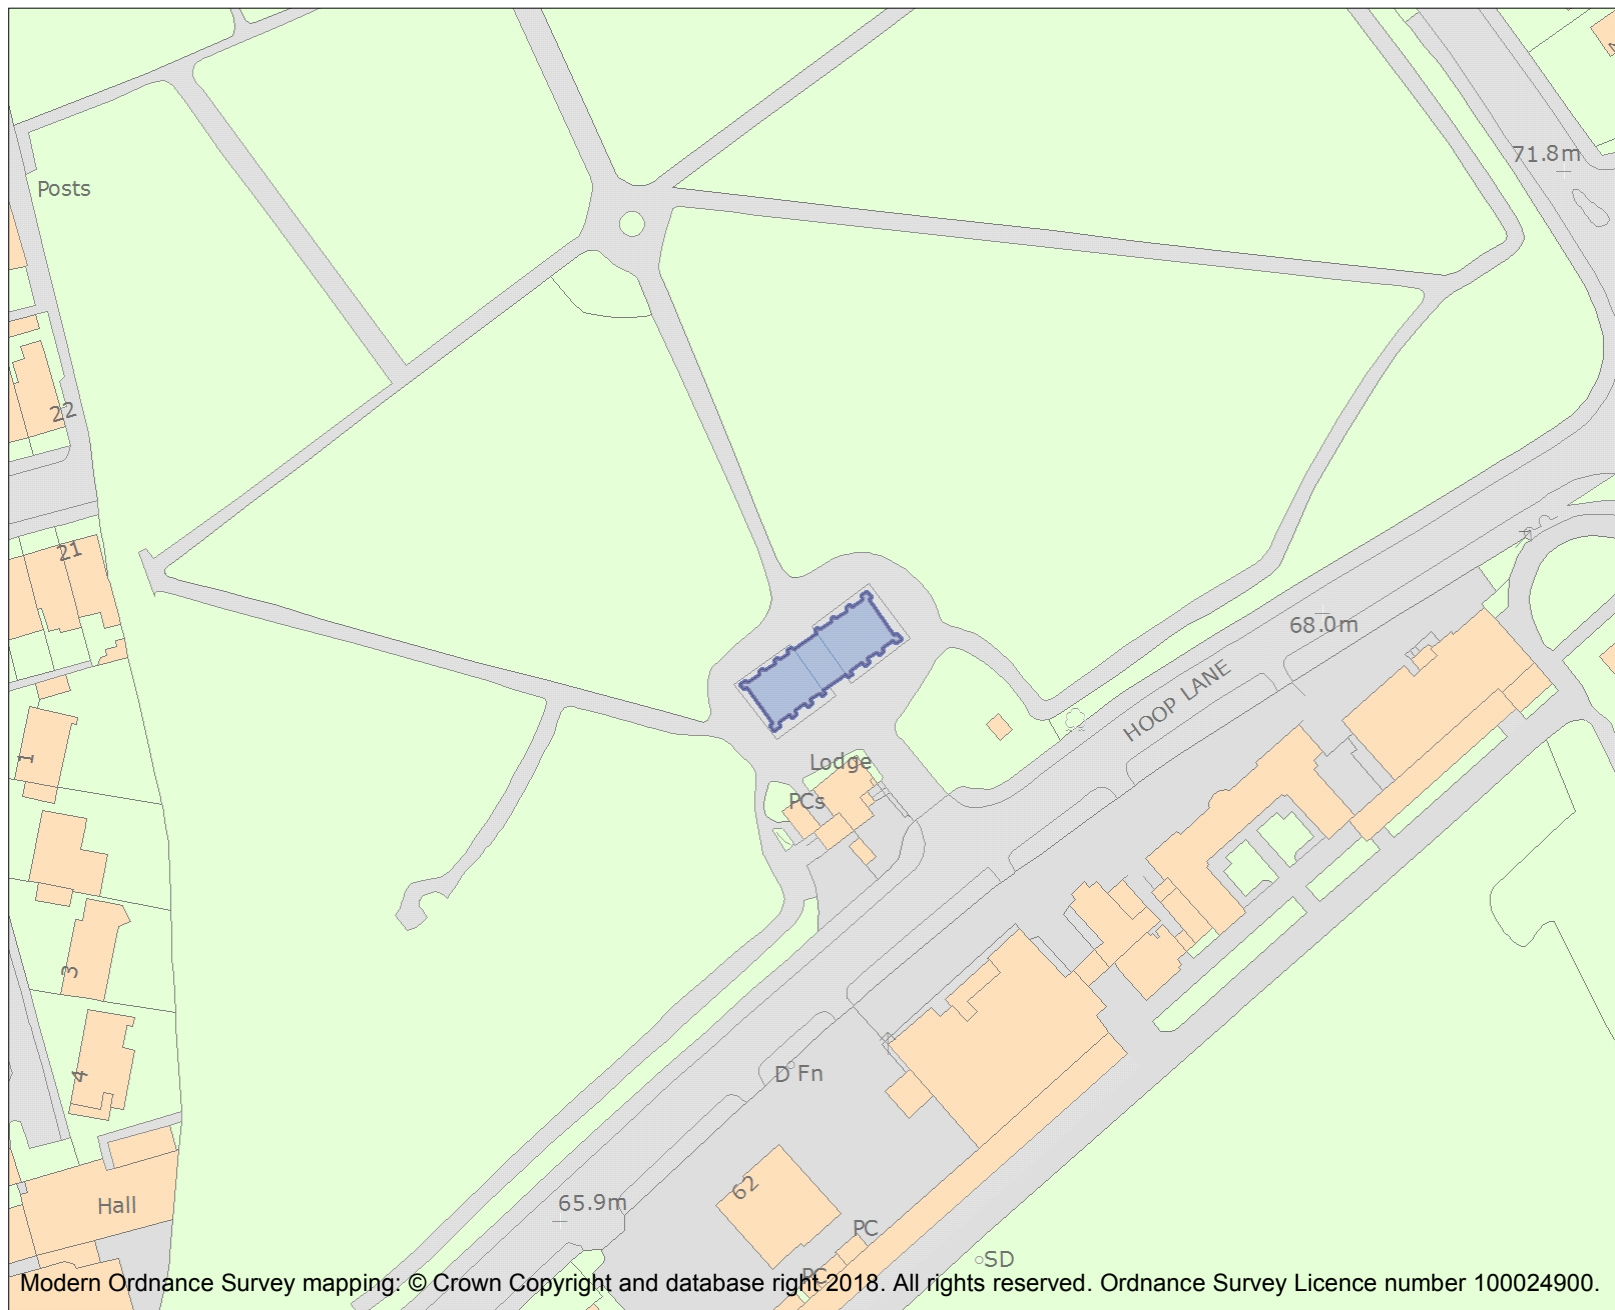 71.8m
Posts
22
21
68.0m
HOOP LANE
1
Lodge
PCs
3
4
D Fn
62
65.9m
Hall
PC
SD
PC
Modern Ordnance Survey mapping: © Crown Copyright and database right 2018. All rights reserved. Ordnance Survey Licence number 100024900.